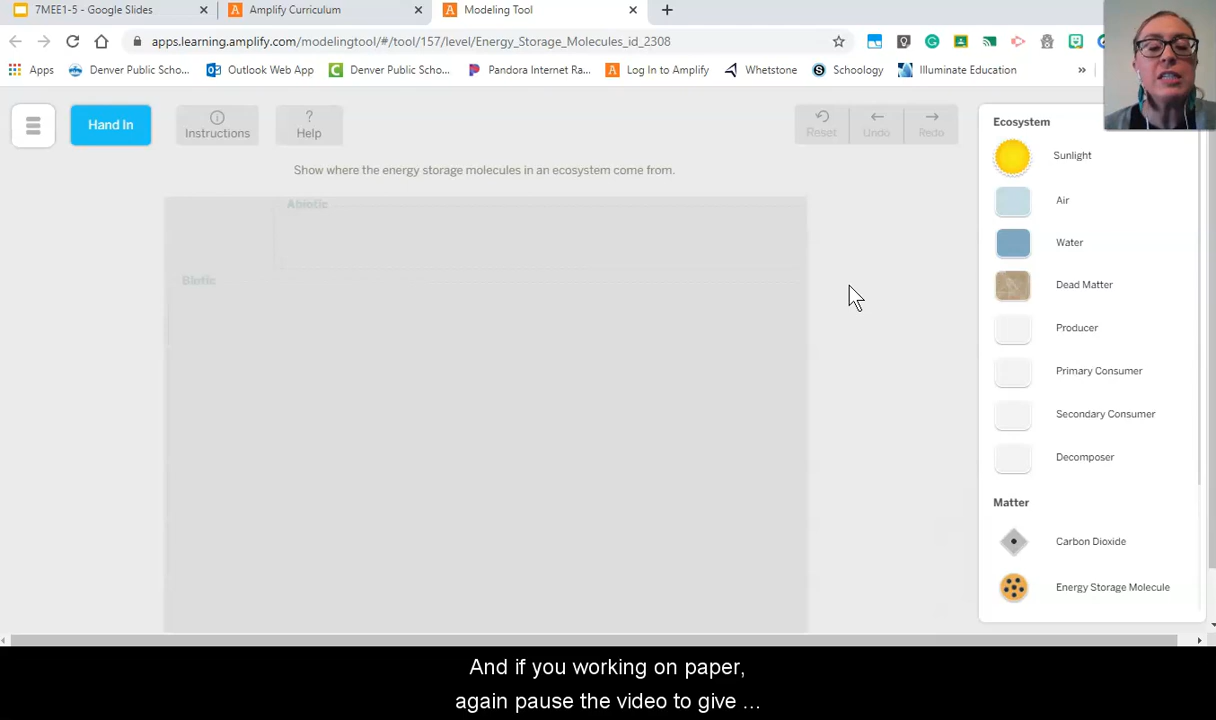 7MEE1-5 - Google Slides
Amplify Curriculum
Modeling Tool
apps.learning.amplify.com/modelingtool/#/tool/157/level/Energy_Storage_Molecules_id_2308
Apps
Denver Public Scho...
Outlook Web App
Denver Public Scho...
Pandora Internet Ra...
Log In to Amplify
Whetstone
Schoology
Illuminate Education
»
Hand In
Instructions
Help
Reset
Undo
Redo
Show where the energy storage molecules in an ecosystem come from.
Abiotic
Biotic
Ecosystem
Sunlight
Air
Water
Dead Matter
Producer
Primary Consumer
Secondary Consumer
Decomposer
Matter
Carbon Dioxide
Energy Storage Molecule
And if you working on paper,
again pause the video to give ...